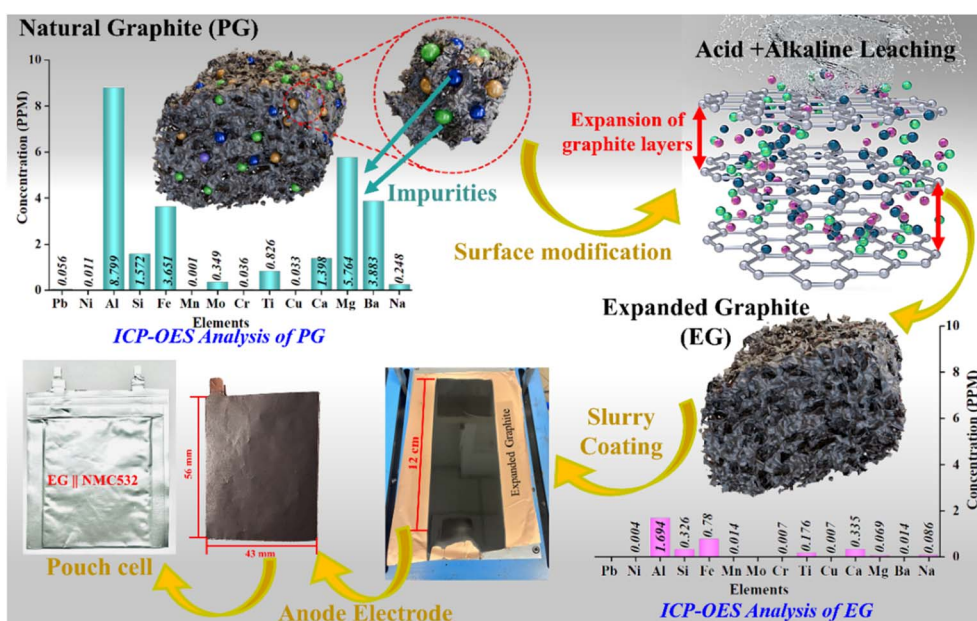 Natural Graphite (PG)
10
8
6
4
2
0
Concentration (PPM)
0.056
0.011
8.799
1.572
3.651
0.001
0.349
0.036
0.826
0.033
1.398
5.764
3.883
0.248
Pb Ni Al Si Fe Mn Mo Cr Ti Cu Ca Mg Ba Na
Elements
ICP-OES Analysis of PG
Impurities
Surface modification
Acid +Alkaline Leaching
Expansion of
graphite layers
Expanded Graphite
(EG)
10
8
6
4
2
0
Concentration (PPM)
0.004
1.694
0.326
0.78
0.014
0.007
0.176
0.007
0.335
0.069
0.014
0.086
Pb Ni Al Si Fe Mn Mo Cr Ti Cu Ca Mg Ba Na
Elements
ICP-OES Analysis of EG
Slurry
Coating
12 cm
Expanded Graphite
Anode Electrode
56 mm
43 mm
EG || NMC532
Pouch cell